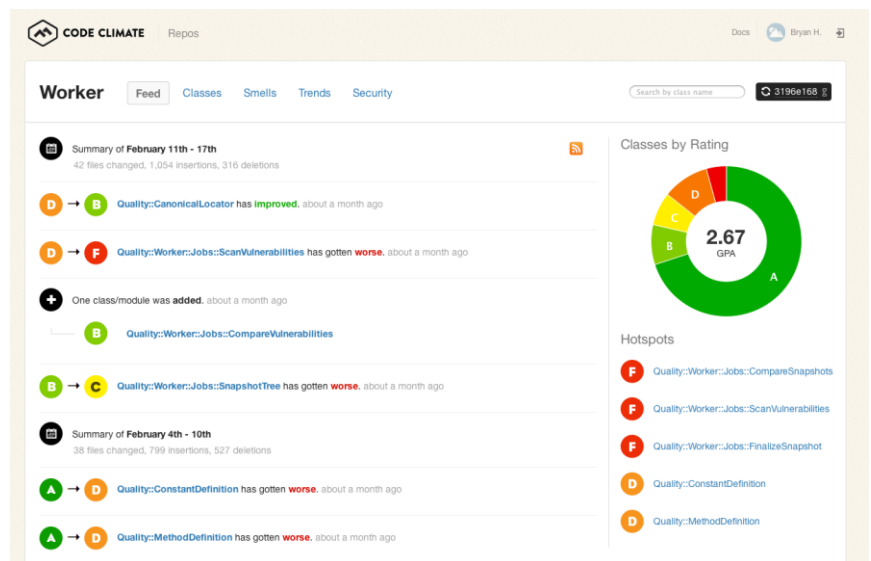 CODE CLIMATE Repos Docs Bryan H.
Worker Feed Classes Smells Trends Security Search by class name 3196e168
Summary of February 11th - 17th
42 files changed, 1,054 insertions, 316 deletions
D → B Quality::CanonicalLocator has improved. about a month ago
D → F Quality::Worker::Jobs::ScanVulnerabilities has gotten worse. about a month ago
One class/module was added. about a month ago
B Quality::Worker::Jobs::CompareVulnerabilities
B → C Quality::Worker::Jobs::SnapshotTree has gotten worse. about a month ago
Summary of February 4th - 10th
38 files changed, 799 insertions, 527 deletions
A → D Quality::ConstantDefinition has gotten worse. about a month ago
A → D Quality::MethodDefinition has gotten worse. about a month ago
Classes by Rating
D
C
B
A
2.67
GPA
Hotspots
F Quality::Worker::Jobs::CompareSnapshots
F Quality::Worker::Jobs::ScanVulnerabilities
F Quality::Worker::Jobs::FinalizeSnapshot
D Quality::ConstantDefinition
D Quality::MethodDefinition